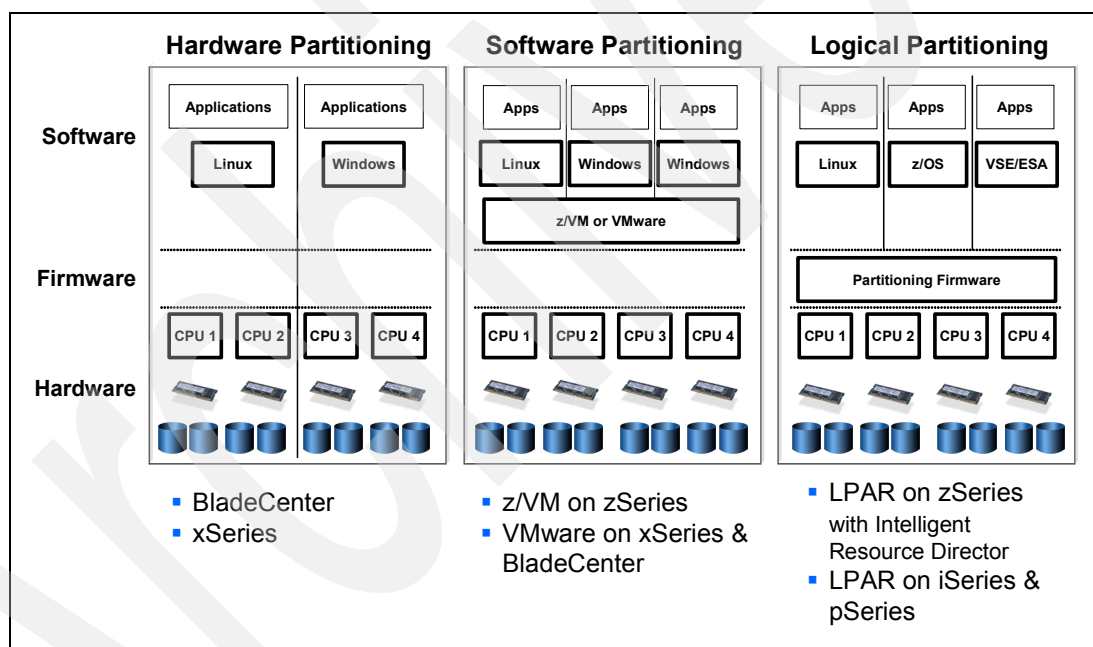 Hardware Partitioning
Software Partitioning
Logical Partitioning
Software
Applications
Applications
Linux
Windows
Apps
Apps
Apps
Linux
Windows
Windows
z/VM or VMware
Apps
Apps
Apps
Linux
z/OS
VSE/ESA
Firmware
Partitioning Firmware
Hardware
CPU 1
CPU 2
CPU 3
CPU 4
CPU 1
CPU 2
CPU 3
CPU 4
CPU 1
CPU 2
CPU 3
CPU 4
▪ BladeCenter
▪ xSeries
▪ z/VM on zSeries
▪ VMware on xSeries &
BladeCenter
▪ LPAR on zSeries
with Intelligent
Resource Director
▪ LPAR on iSeries &
pSeries